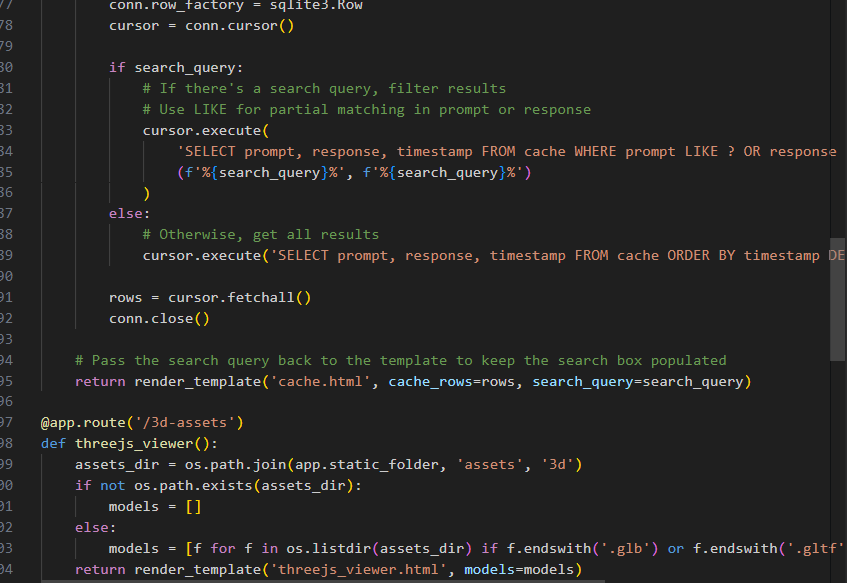 77            conn.row_factory = sqlite3.Row
78            cursor = conn.cursor()
79
80            if search_query:
81                # If there's a search query, filter results
82                # Use LIKE for partial matching in prompt or response
83                cursor.execute(
84                    'SELECT prompt, response, timestamp FROM cache WHERE prompt LIKE ? OR response
85                    (f'%{search_query}%', f'%{search_query}%')
86                )
87            else:
88                # Otherwise, get all results
89                cursor.execute('SELECT prompt, response, timestamp FROM cache ORDER BY timestamp DE
90
91            rows = cursor.fetchall()
92            conn.close()
93
94        # Pass the search query back to the template to keep the search box populated
95        return render_template('cache.html', cache_rows=rows, search_query=search_query)
96
97    @app.route('/3d-assets')
98    def threejs_viewer():
99        assets_dir = os.path.join(app.static_folder, 'assets', '3d')
00        if not os.path.exists(assets_dir):
01            models = []
02        else:
03            models = [f for f in os.listdir(assets_dir) if f.endswith('.glb') or f.endswith('.gltf'
04        return render_template('threejs_viewer.html', models=models)